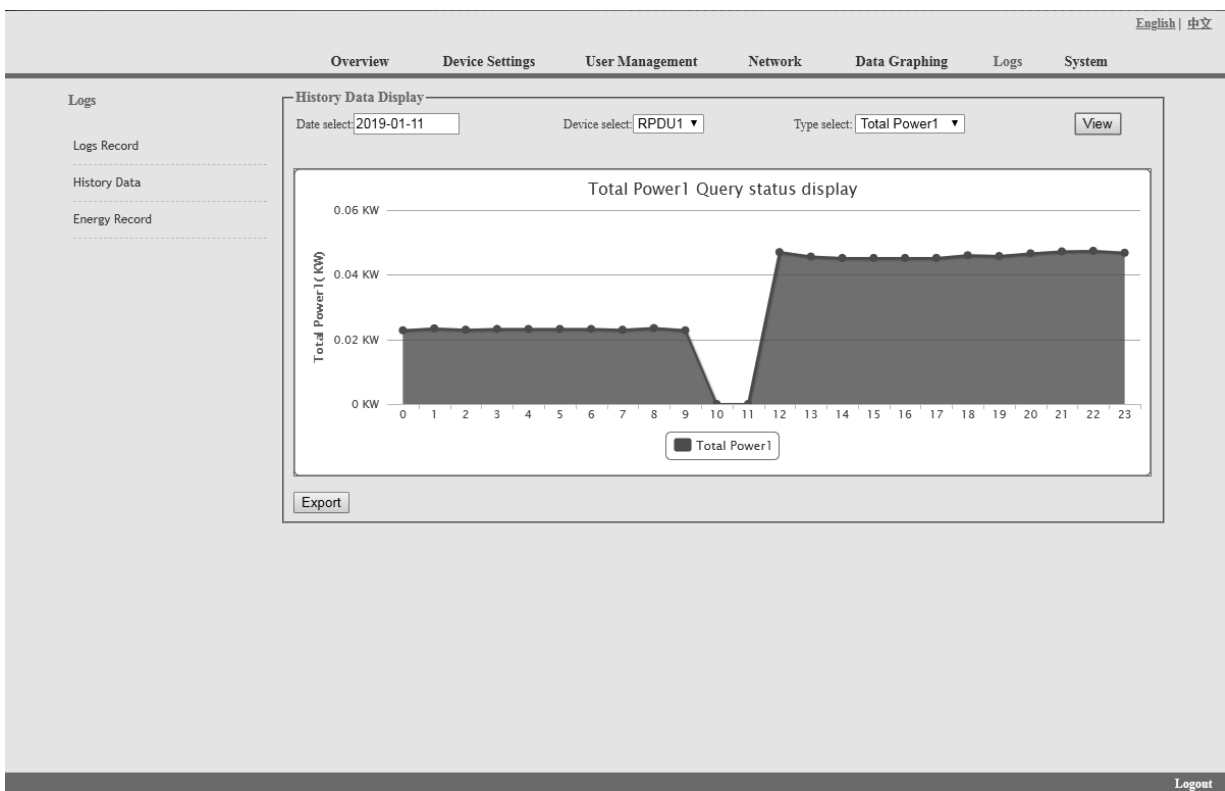 English | 中文
Overview Device Settings User Management Network Data Graphing Logs System
Logs
Logs Record
History Data
Energy Record
History Data Display
Date select: 2019-01-11 Device select: RPDU1 ▼ Type select: Total Power1 ▼ View
Total Power1 Query status display
Total Power1( KW)
0.06 KW
0.04 KW
0.02 KW
0 KW
0 1 2 3 4 5 6 7 8 9 10 11 12 13 14 15 16 17 18 19 20 21 22 23
Total Power1
Export
Logout